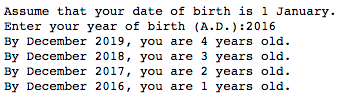 Assume that your date of birth is 1 January.
Enter your year of birth (A.D.):2016
By December 2019, you are 4 years old.
By December 2018, you are 3 years old.
By December 2017, you are 2 years old.
By December 2016, you are 1 years old.